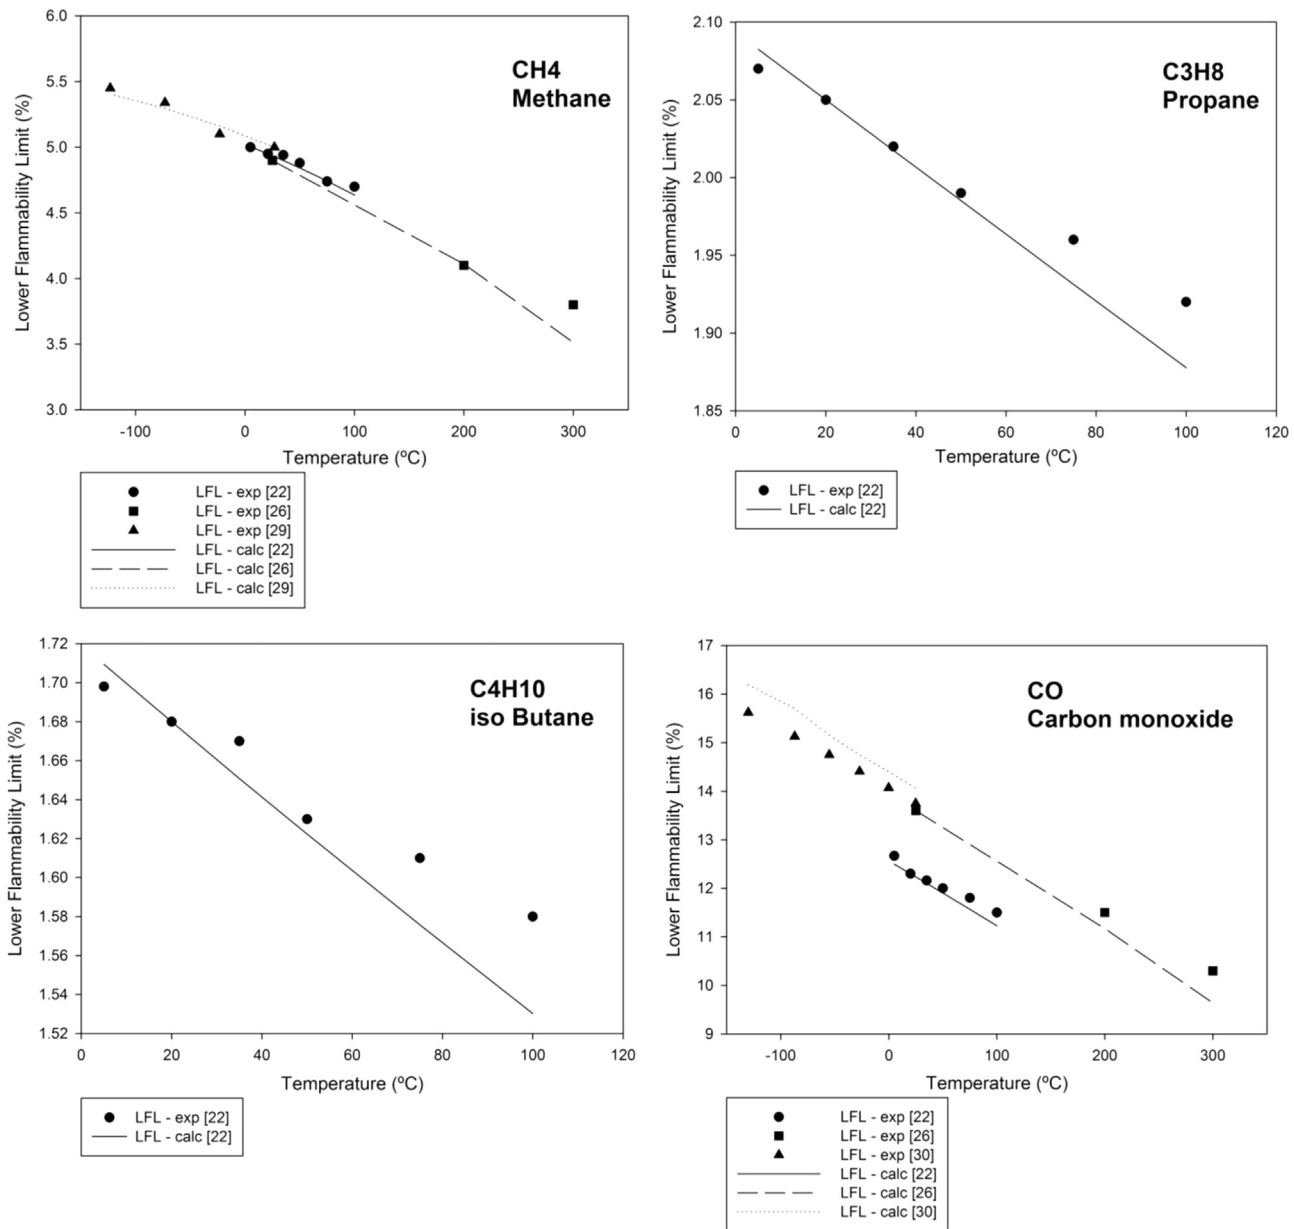 6.0
5.5
5.0
4.5
4.0
3.5
3.0
Lower Flammability Limit (%)
CH4
Methane
-100
0
100
200
300
Temperature (ºC)
LFL - exp [22]
LFL - exp [26]
LFL - exp [29]
LFL - calc [22]
LFL - calc [26]
LFL - calc [29]
2.10
2.05
2.00
1.95
1.90
1.85
Lower Flammability Limit (%)
C3H8
Propane
0
20
40
60
80
100
120
Temperature (ºC)
LFL - exp [22]
LFL - calc [22]
1.72
1.70
1.68
1.66
1.64
1.62
1.60
1.58
1.56
1.54
1.52
Lower Flammability Limit (%)
C4H10
iso Butane
0
20
40
60
80
100
120
Temperature (ºC)
LFL - exp [22]
LFL - calc [22]
17
16
15
14
13
12
11
10
9
Lower Flammability Limit (%)
CO
Carbon monoxide
-100
0
100
200
300
Temperature (ºC)
LFL - exp [22]
LFL - exp [26]
LFL - exp [30]
LFL - calc [22]
LFL - calc [26]
LFL - calc [30]